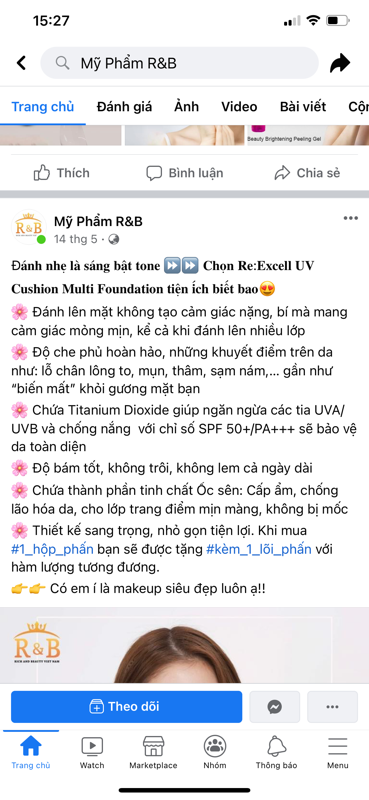 15:27
Mỹ Phẩm R&B
Trang chủ Đánh giá Ảnh Video Bài viết Cộ
Beauty Brightening Peeling Gel
Thích Bình luận Chia sẻ
Mỹ Phẩm R&B
14 thg 5 ·
Đánh nhẹ là sáng bật tone ⏩⏩ Chọn Re:Excell UV
Cushion Multi Foundation tiện ích biết bao😍
🌸 Đánh lên mặt không tạo cảm giác nặng, bí mà mang
cảm giác mỏng mịn, kể cả khi đánh lên nhiều lớp
🌸 Độ che phủ hoàn hảo, những khuyết điểm trên da
như: lỗ chân lông to, mụn, thâm, sạm nám,... gần như
“biến mất” khỏi gương mặt bạn
🌸 Chứa Titanium Dioxide giúp ngăn ngừa các tia UVA/
UVB và chống nắng với chỉ số SPF 50+/PA+++ sẽ bảo vệ
da toàn diện
🌸 Độ bám tốt, không trôi, không lem cả ngày dài
🌸 Chứa thành phần tinh chất Ốc sên: Cấp ẩm, chống
lão hóa da, cho lớp trang điểm mịn màng, không bị mốc
🌸 Thiết kế sang trọng, nhỏ gọn tiện lợi. Khi mua
#1_hộp_phấn bạn sẽ được tặng #kèm_1_lõi_phấn với
hàm lượng tương đương.
👉👉 Có em í là makeup siêu đẹp luôn ạ!!
R&B
RICH AND BEAUTY VIET NAM
Theo dõi
Trang chủ Watch Marketplace Nhóm Thông báo Menu